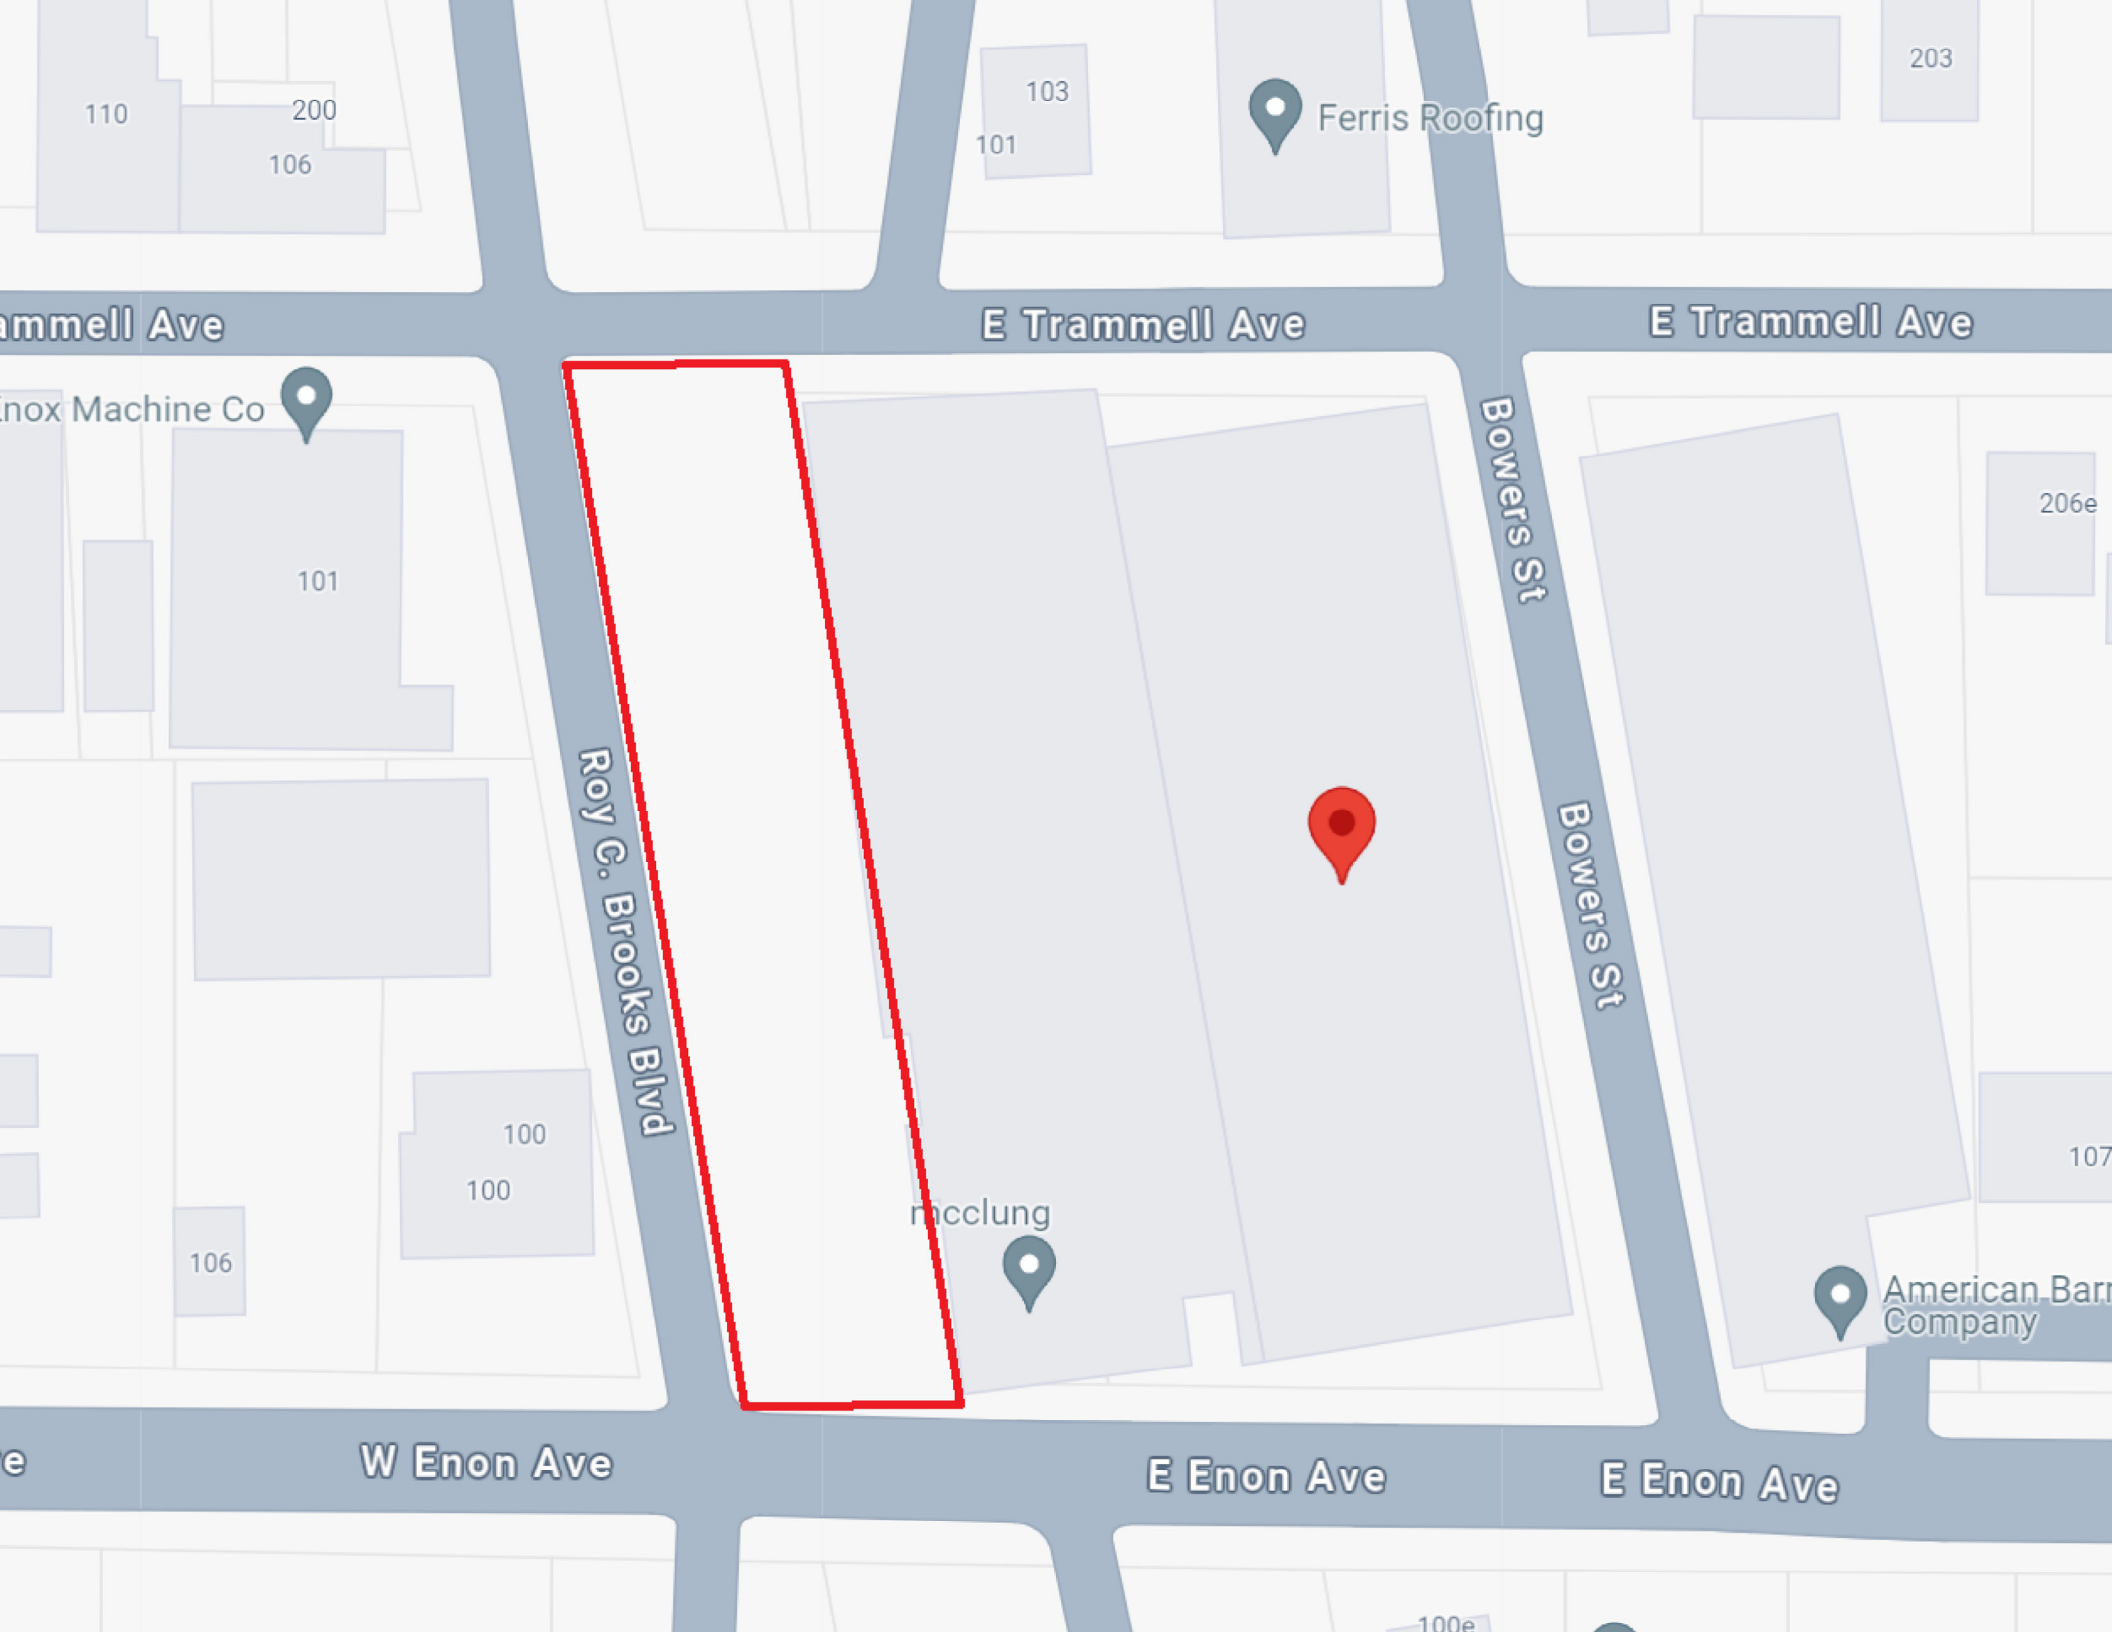 203
103
110
200
Ferris Roofing
101
106
ammell Ave
E Trammell Ave
E Trammell Ave
nox Machine Co
Bowers St
206e
101
Roy C. Brooks Blvd
Bowers St
100
107
100
mcclung
106
American Barr
Company
e
W Enon Ave
E Enon Ave
E Enon Ave
100e